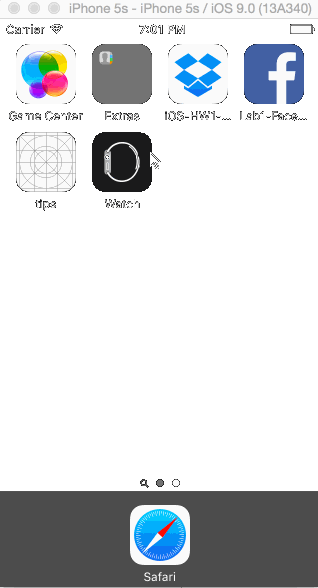 iPhone 5s - iPhone 5s / iOS 9.0 (13A340)
Carrier 7:01 PM
Game Center Extras iOS-HW1-... Lab1-Face...
tips Watch
Safari